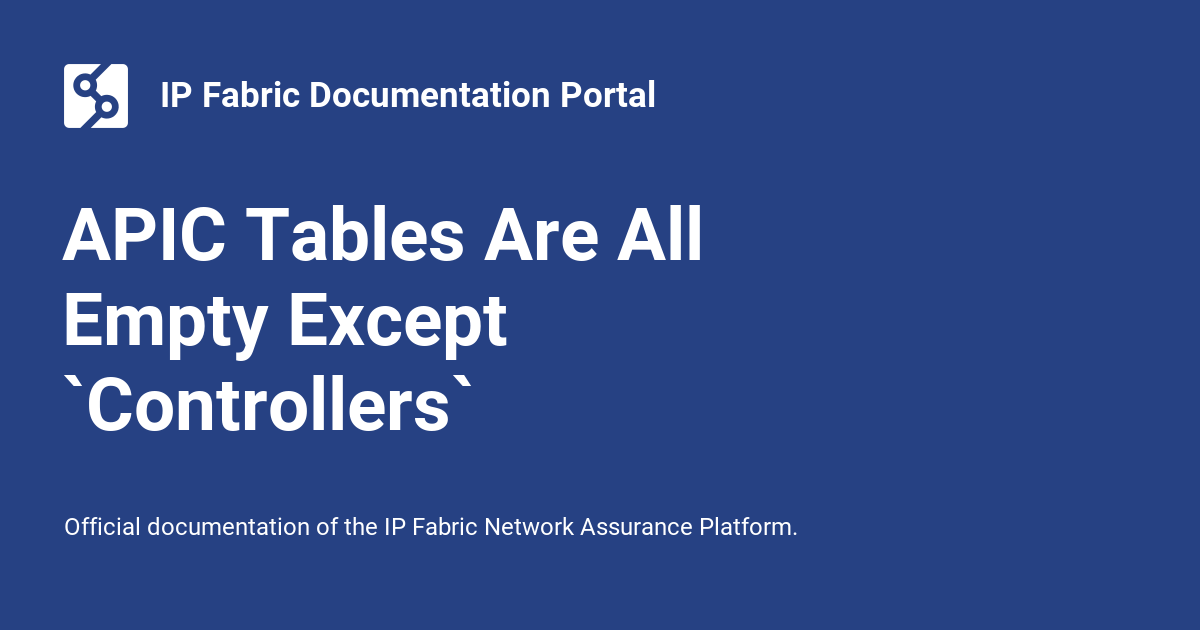 IP Fabric Documentation Portal
APIC Tables Are All
Empty Except
`Controllers`
Official documentation of the IP Fabric Network Assurance Platform.